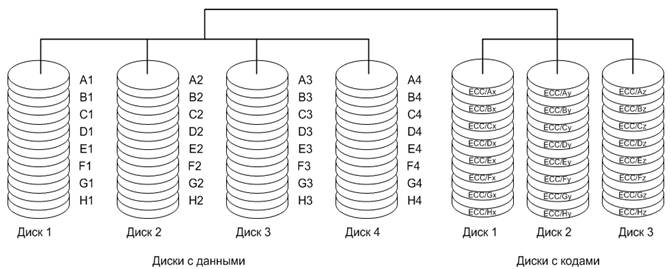 A1 A2 A3 A4 ECC/Ax ECC/Ay ECC/Az
B1 B2 B3 B4 ECC/Bx ECC/By ECC/Bz
C1 C2 C3 C4 ECC/Cx ECC/Cy ECC/Cz
D1 D2 D3 D4 ECC/Dx ECC/Dy ECC/Dz
E1 E2 E3 E4 ECC/Ex ECC/Ey ECC/Ez
F1 F2 F3 F4 ECC/Fx ECC/Fy ECC/Fz
G1 G2 G3 G4 ECC/Gx ECC/Gy ECC/Gz
H1 H2 H3 H4 ECC/Hx ECC/Hy ECC/Hz
Диск 1 Диск 2 Диск 3 Диск 4 Диск 1 Диск 2 Диск 3
Диски с данными Диски с кодами